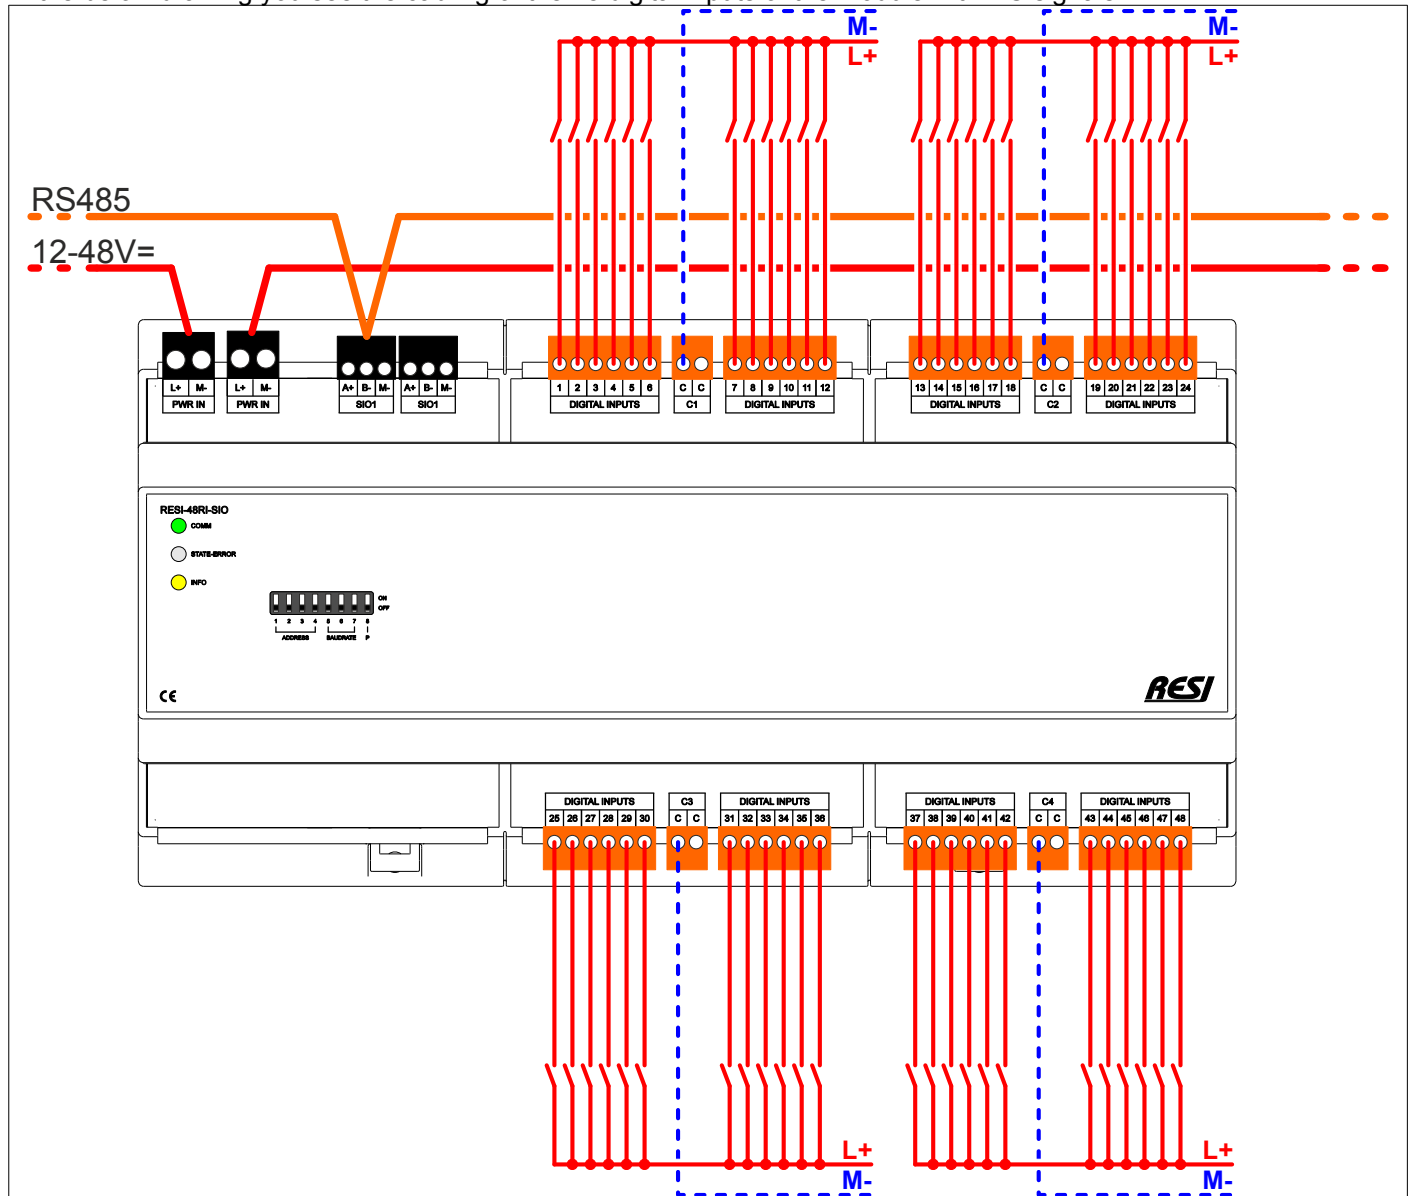 M-
M-
L+
L+
RS485
12-48V=
L+ M- L+ M- A+ B- M- A+ B- M-
PWR IN PWR IN SIO1 SIO1
1 2 3 4 5 6 C C 7 8 9 10 11 12 13 14 15 16 17 18 C C 19 20 21 22 23 24
DIGITAL INPUTS C1 DIGITAL INPUTS DIGITAL INPUTS C2 DIGITAL INPUTS
RESI-48RI-SIO
COMM
STATE-ERROR
INFO
ON
OFF
1 2 3 4 5 6 7 8
ADDRESS BAUDRATE P
CE
RESI
DIGITAL INPUTS C3 DIGITAL INPUTS DIGITAL INPUTS C4 DIGITAL INPUTS
25 26 27 28 29 30 C C 31 32 33 34 35 36 37 38 39 40 41 42 C C 43 44 45 46 47 48
L+
L+
M-
M-